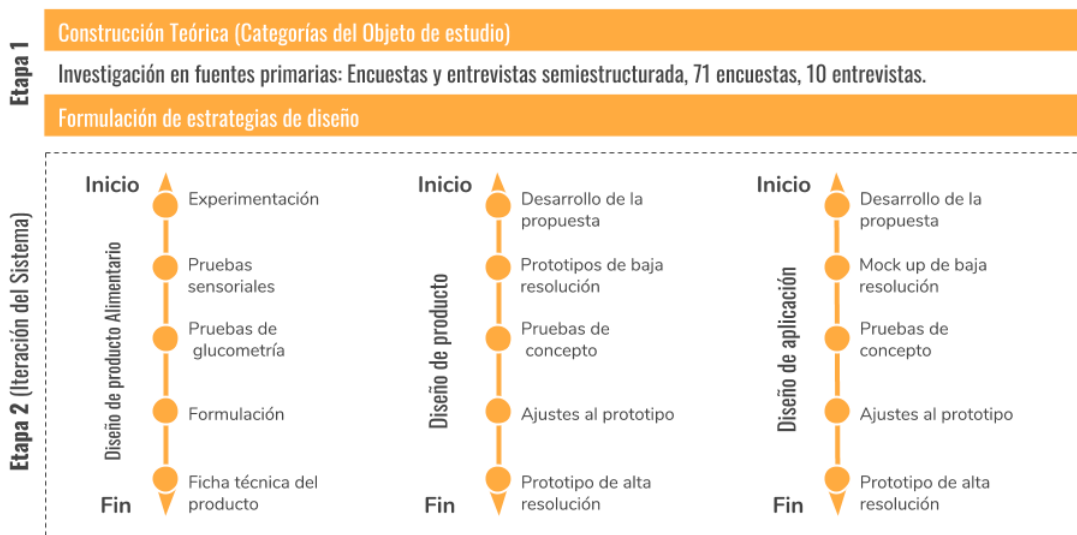 Etapa 1
Construcción Teórica (Categorías del Objeto de estudio)
Investigación en fuentes primarias: Encuestas y entrevistas semiestructurada, 71 encuestas, 10 entrevistas.
Formulación de estrategias de diseño
Etapa 2 (Iteración del Sistema)
Diseño de producto Alimentario
Inicio
Experimentación
Pruebas
sensoriales
Pruebas de
glucometría
Formulación
Ficha técnica del
producto
Fin
Diseño de producto
Inicio
Desarrollo de la
propuesta
Prototipos de baja
resolución
Pruebas de
concepto
Ajustes al prototipo
Prototipo de alta
resolución
Fin
Diseño de aplicación
Inicio
Desarrollo de la
propuesta
Mock up de baja
resolución
Pruebas de
concepto
Ajustes al prototipo
Prototipo de alta
resolución
Fin